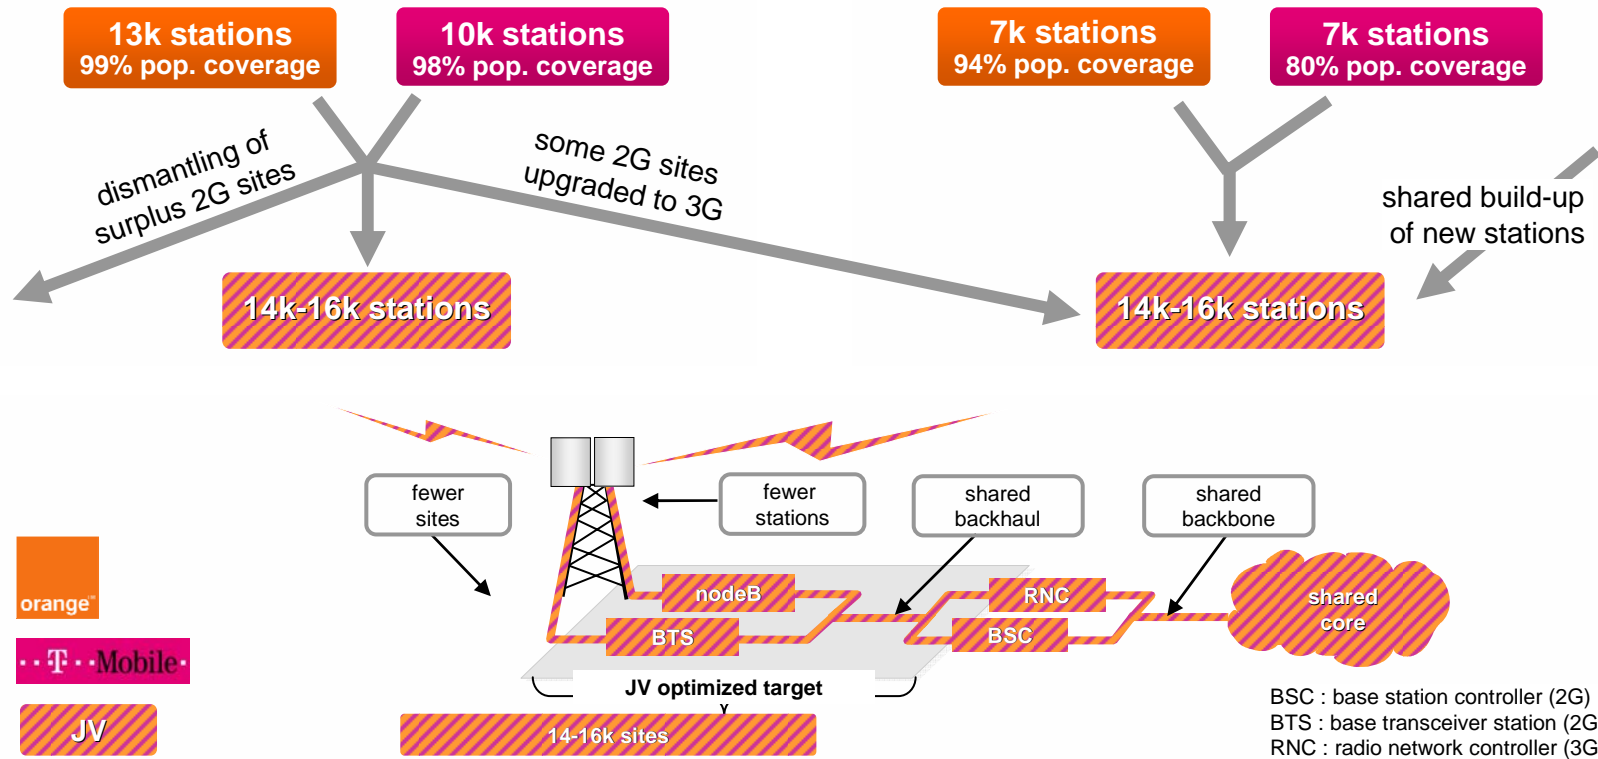 13k stations
99% pop. coverage
10k stations
98% pop. coverage
7k stations
94% pop. coverage
7k stations
80% pop. coverage
dismantling of
surplus 2G sites
some 2G sites
upgraded to 3G
shared build-up
of new stations
14k-16k stations
14k-16k stations
fewer
sites
fewer
stations
shared
backhaul
shared
backbone
orange™
nodeB
RNC
shared
core
BTS
BSC
··T··Mobile·
JV optimized target
JV
14-16k sites
BSC : base station controller (2G)
BTS : base transceiver station (2G
RNC : radio network controller (3G